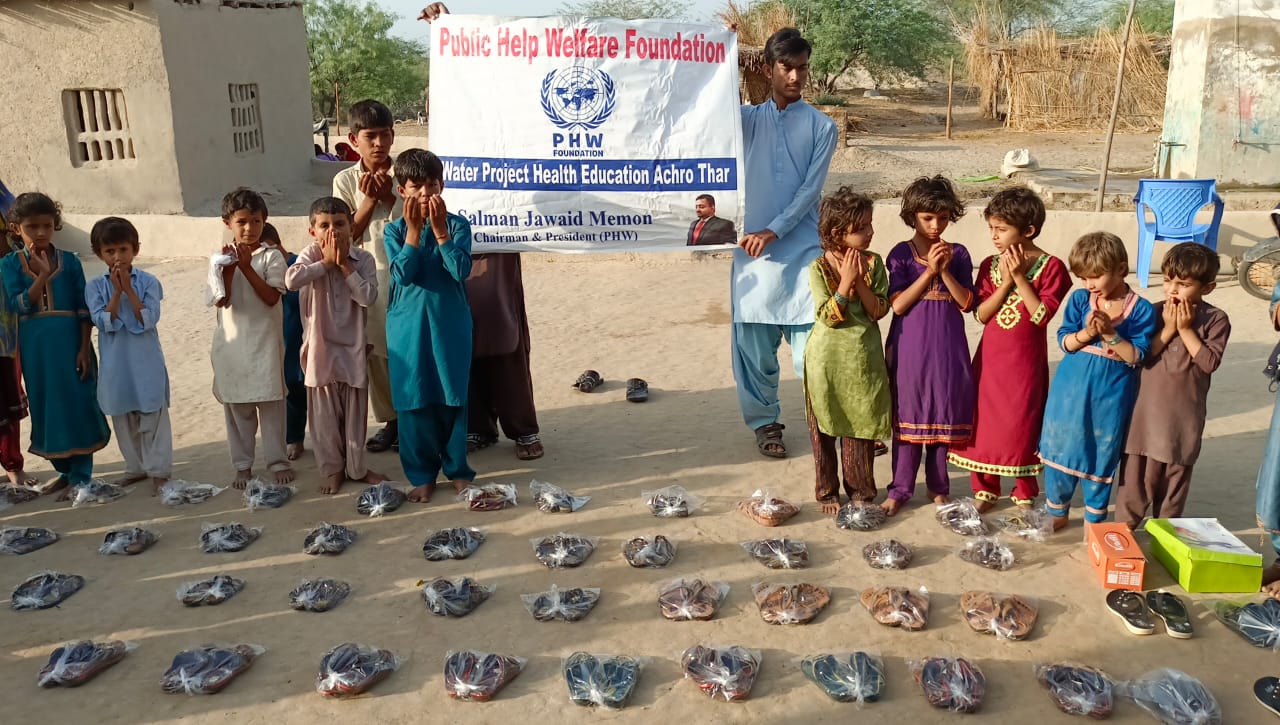 Public Help Welfare Foundation
PHW
FOUNDATION
Water Project Health Education Achro Thar
Salman Jawaid Memon
Chairman & President (PHW)